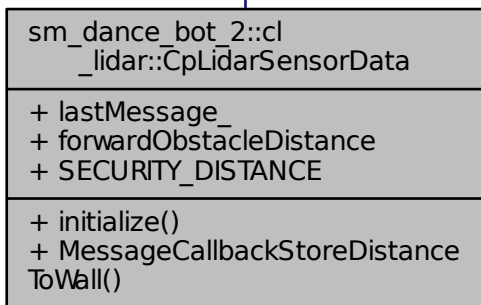 sm_dance_bot_2::cl
_lidar::CpLidarSensorData
+ lastMessage_
+ forwardObstacleDistance
+ SECURITY_DISTANCE
+ initialize()
+ MessageCallbackStoreDistance
ToWall()